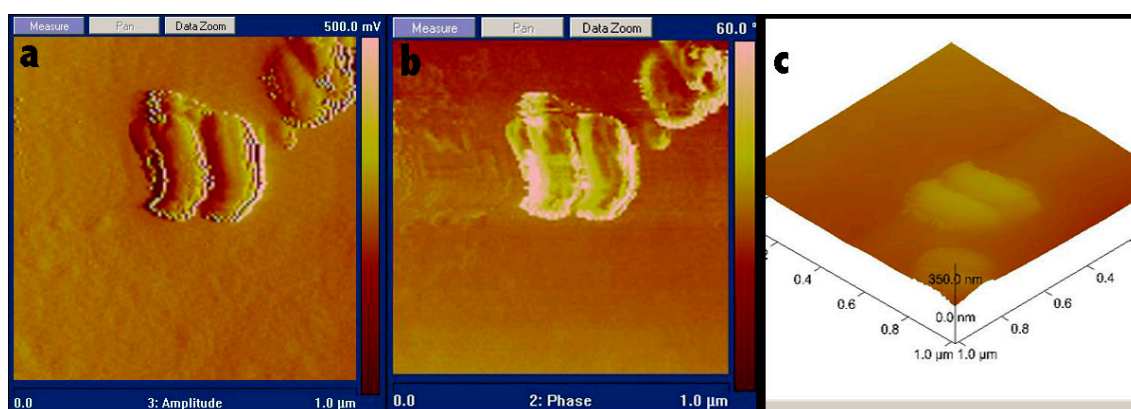 Measure Pan Data Zoom 500.0 mV
a
0.0 3: Amplitude 1.0 µm
Measure Pan Data Zoom 60.0 °
b
0.0 2: Phase 1.0 µm
c
0.4
0.6
0.8
1.0 µm
350.0 nm
0.0 nm
1.0 µm
0.8
0.6
0.4